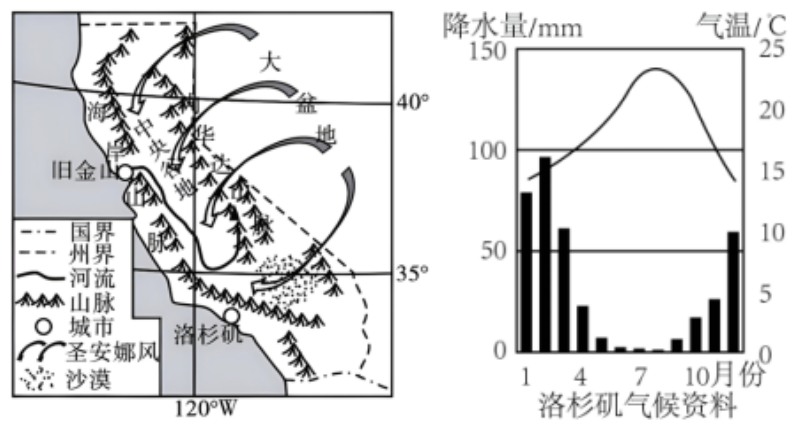 大盆地
40°
海岸山脉
中央谷地
内华达山脉
旧金山
35°
洛杉矶
120°W
国界
州界
河流
山脉
城市
圣安娜风
沙漠
降水量/mm
气温/℃
150
100
50
0
25
20
15
10
5
0
1
4
7
10月份
洛杉矶气候资料